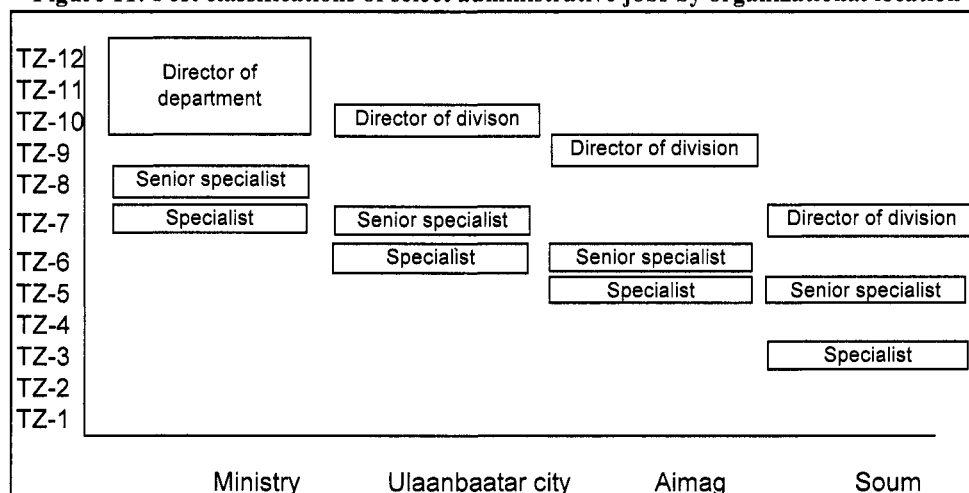 TZ-12
TZ-11
TZ-10
TZ-9
TZ-8
TZ-7
TZ-6
TZ-5
TZ-4
TZ-3
TZ-2
TZ-1
Director of
department
Senior specialist
Specialist
Director of divison
Senior specialist
Specialist
Director of division
Senior specialist
Specialist
Director of division
Senior specialist
Specialist
Ministry
Ulaanbaatar city
Aimag
Soum